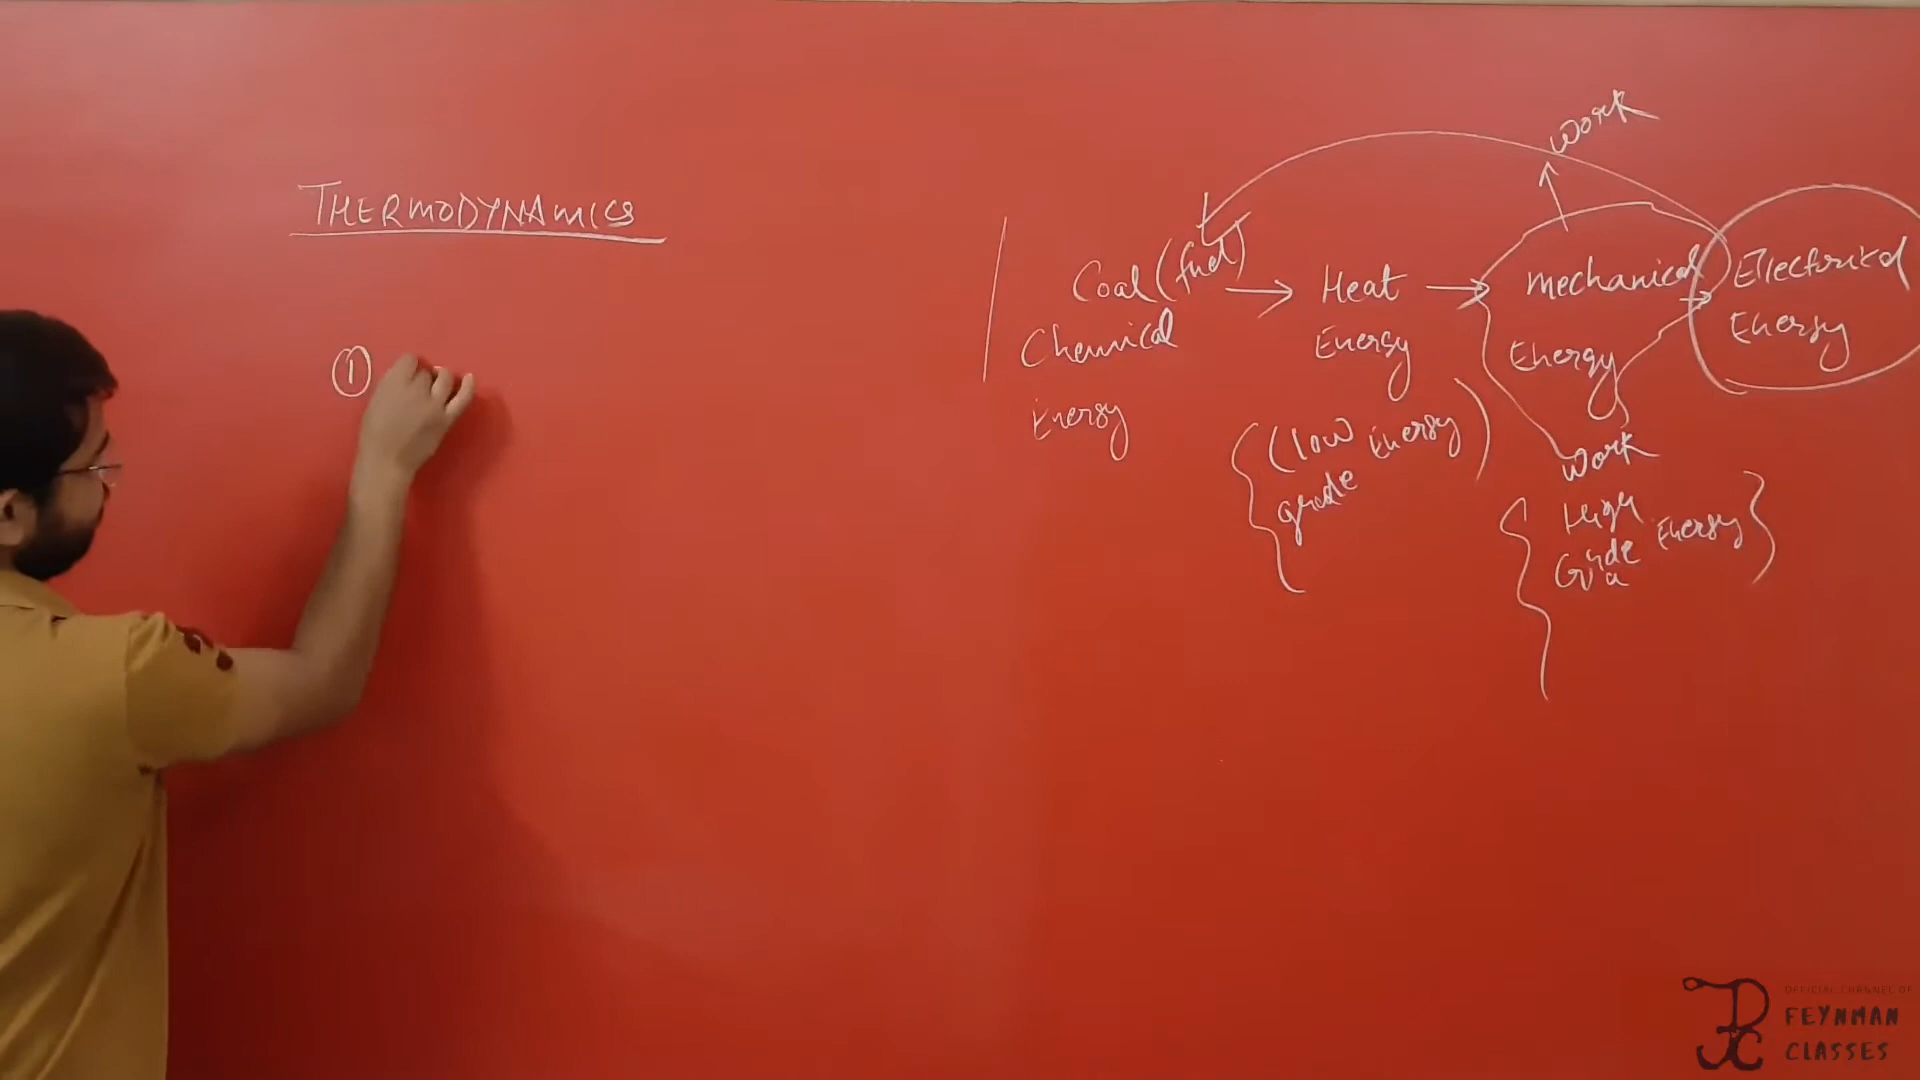 THERMODYNAMICS
①
Work
Coal (fuel) → Heat → mechanical → Electrical
Chemical Energy Energy Energy
Energy
(low Energy
grade
Work
High
Grade Energy
OFFICIAL CHANNEL OF
FEYNMAN
CLASSES